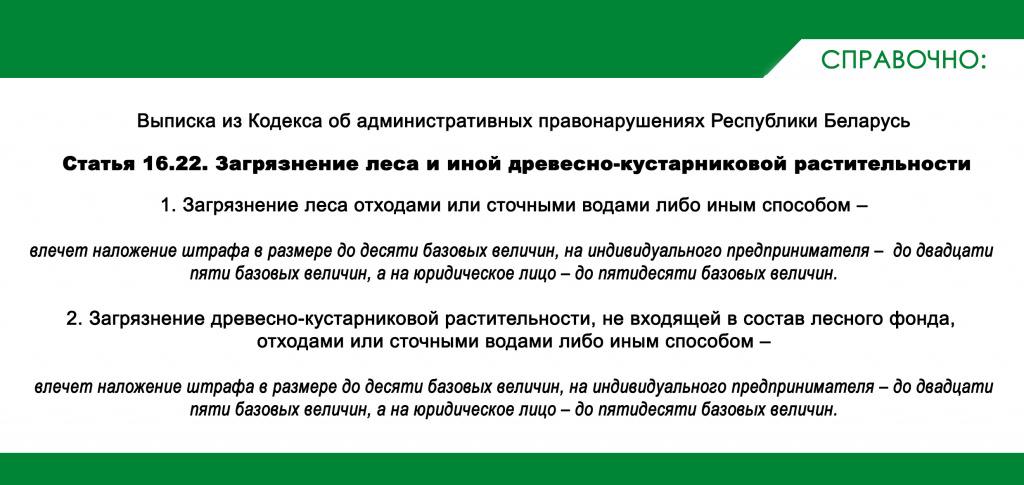 СПРАВОЧНО:
Выписка из Кодекса об административных правонарушениях Республики Беларусь
Статья 16.22. Загрязнение леса и иной древесно-кустарниковой растительности
1. Загрязнение леса отходами или сточными водами либо иным способом –
влечет наложение штрафа в размере до десяти базовых величин, на индивидуального предпринимателя – до двадцати
пяти базовых величин, а на юридическое лицо – до пятидесяти базовых величин.
2. Загрязнение древесно-кустарниковой растительности, не входящей в состав лесного фонда,
отходами или сточными водами либо иным способом –
влечет наложение штрафа в размере до десяти базовых величин, на индивидуального предпринимателя – до двадцати
пяти базовых величин, а на юридическое лицо – до пятидесяти базовых величин.